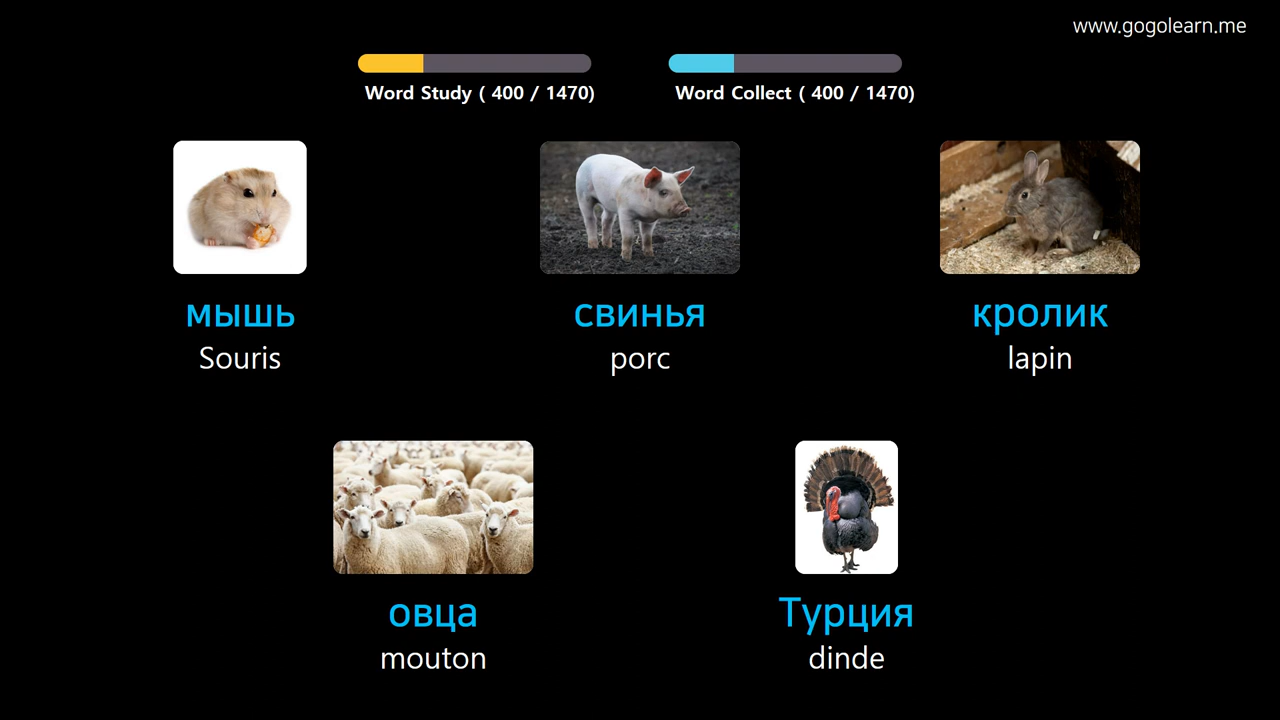 www.gogolearn.me
Word Study ( 400 / 1470)
Word Collect ( 400 / 1470)
мышь
Souris
свинья
porc
кролик
lapin
овца
mouton
Турция
dinde